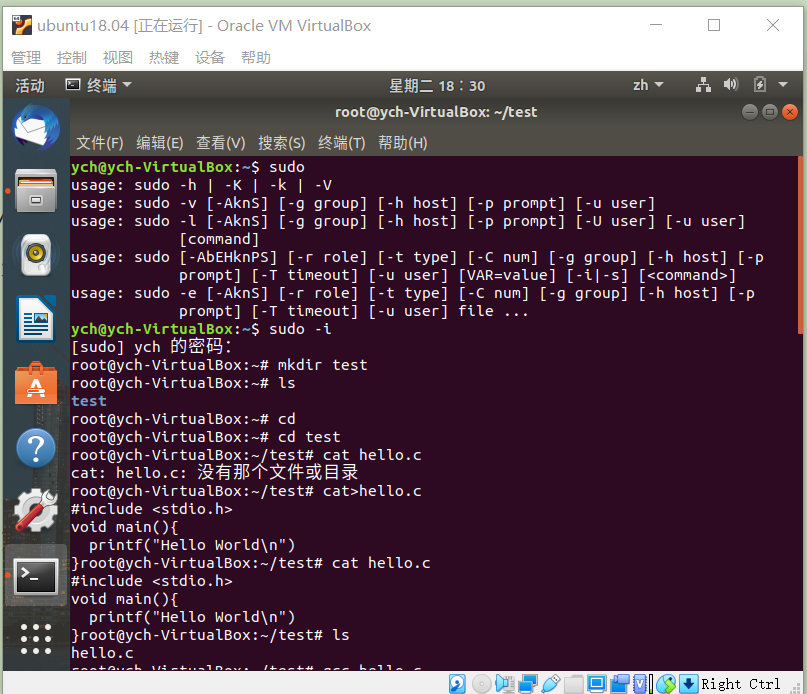 ubuntu18.04 [正在运行] - Oracle VM VirtualBox
管理 控制 视图 热键 设备 帮助
活动 终端 星期二 18：30 zh
root@ych-VirtualBox: ~/test
文件(F) 编辑(E) 查看(V) 搜索(S) 终端(T) 帮助(H)
ych@ych-VirtualBox:~$ sudo
usage: sudo -h | -K | -k | -V
usage: sudo -v [-AknS] [-g group] [-h host] [-p prompt] [-u user]
usage: sudo -l [-AknS] [-g group] [-h host] [-p prompt] [-U user] [-u user]
[command]
usage: sudo [-AbEHknPS] [-r role] [-t type] [-C num] [-g group] [-h host] [-p
prompt] [-T timeout] [-u user] [VAR=value] [-i|-s] [<command>]
usage: sudo -e [-AknS] [-r role] [-t type] [-C num] [-g group] [-h host] [-p
prompt] [-T timeout] [-u user] file ...
ych@ych-VirtualBox:~$ sudo -i
[sudo] ych 的密码：
root@ych-VirtualBox:~# mkdir test
root@ych-VirtualBox:~# ls
test
root@ych-VirtualBox:~# cd
root@ych-VirtualBox:~# cd test
root@ych-VirtualBox:~/test# cat hello.c
cat: hello.c: 没有那个文件或目录
root@ych-VirtualBox:~/test# cat>hello.c
#include <stdio.h>
void main(){
printf("Hello World\n")
}root@ych-VirtualBox:~/test# cat hello.c
#include <stdio.h>
void main(){
printf("Hello World\n")
}root@ych-VirtualBox:~/test# ls
hello.c
root@ych-VirtualBox:~/test# gcc hello.c
Right Ctrl